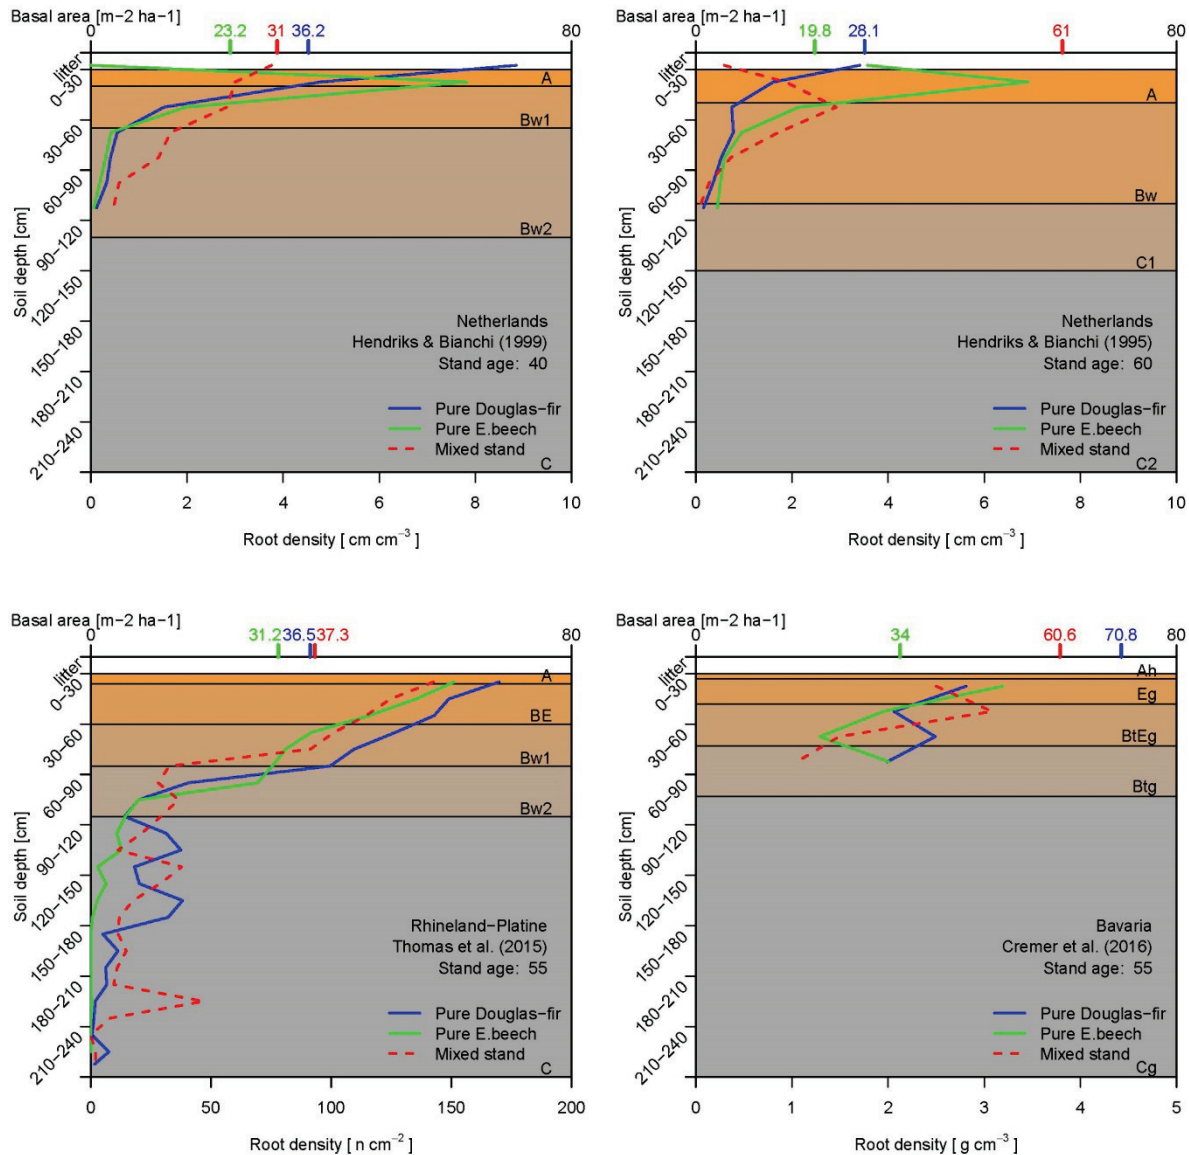 Basal area [m−2 ha−1]
0 23.2 31 36.2 80
litter
0−30
30−60
60−90
90−120
120−150
150−180
180−210
210−240
Soil depth [cm]
A
Bw1
Bw2
Netherlands
Hendriks & Bianchi (1999)
Stand age: 40
Pure Douglas−fir
Pure E.beech
Mixed stand
C
0 2 4 6 8 10
Root density [ cm cm⁻³ ]
Basal area [m−2 ha−1]
0 19.8 28.1 61 80
litter
0−30
30−60
60−90
90−120
120−150
150−180
180−210
210−240
Soil depth [cm]
A
Bw
C1
Netherlands
Hendriks & Bianchi (1995)
Stand age: 60
Pure Douglas−fir
Pure E.beech
Mixed stand
C2
0 2 4 6 8 10
Root density [ cm cm⁻³ ]
Basal area [m−2 ha−1]
0 31.2 36.5 37.3 80
litter
0−30
30−60
60−90
90−120
120−150
150−180
180−210
180−240
210−240
Soil depth [cm]
A
BE
Bw1
Bw2
Rhineland−Platine
Thomas et al. (2015)
Stand age: 55
Pure Douglas−fir
Pure E.beech
Mixed stand
C
0 50 100 150 200
Root density [ n cm⁻² ]
Basal area [m−2 ha−1]
0 34 60.6 70.8 80
litter
0−30
30−60
60−90
90−120
120−150
150−180
180−210
210−240
Soil depth [cm]
Ah
Eg
BtEg
Btg
Bavaria
Cremer et al. (2016)
Stand age: 55
Pure Douglas−fir
Pure E.beech
Mixed stand
Cg
0 1 2 3 4 5
Root density [ g cm⁻³ ]